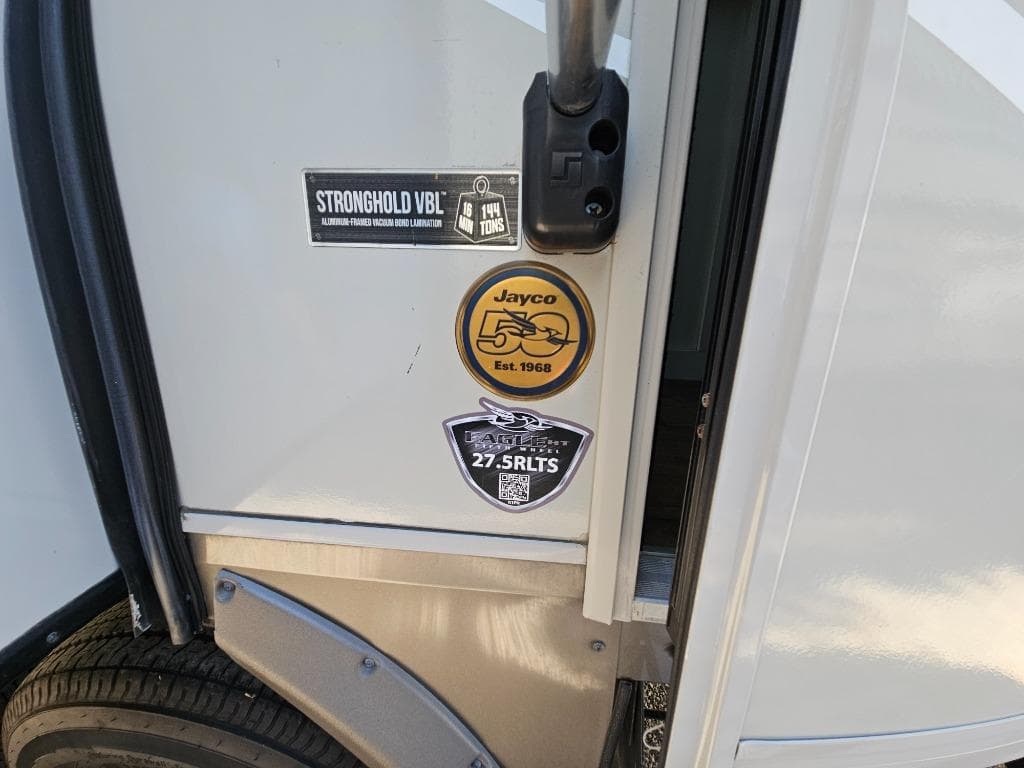 STRONGHOLD VBL™
ALUMINUM-FRAMED VACUUM BOND LAMINATION
16 MIN
144 TONS
Jayco
50
Est. 1968
EAGLE HT
FIFTH WHEEL
27.5RLTS